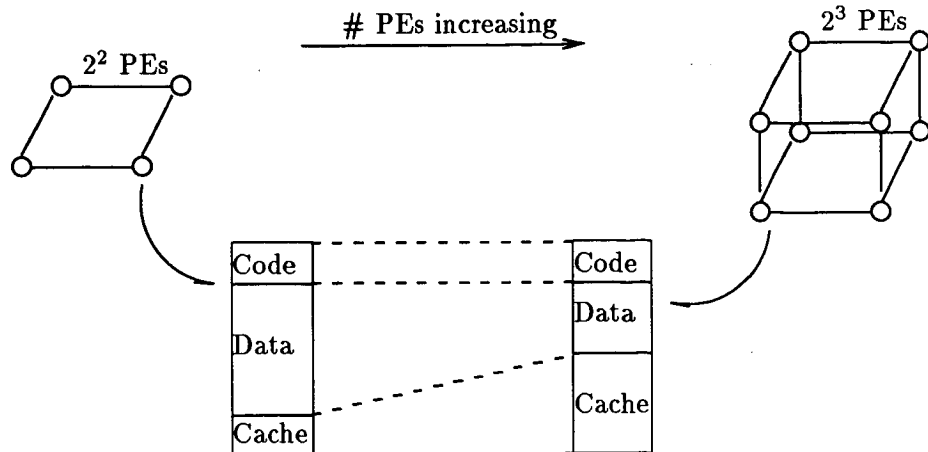 # PEs increasing
2² PEs
2³ PEs
Code
Code
Data
Data
Cache
Cache